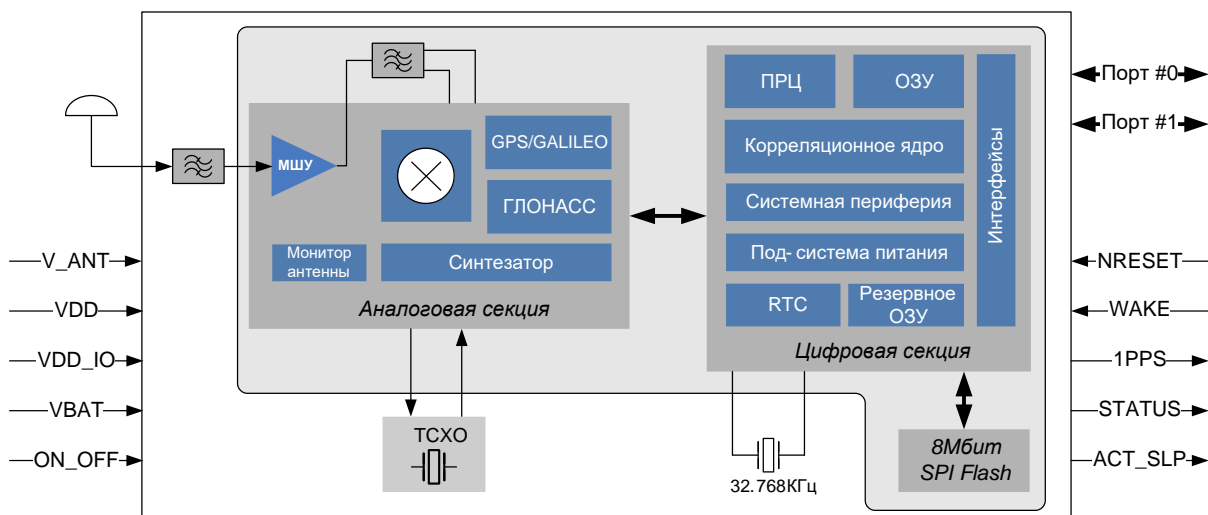 V_ANT
VDD
VDD_IO
VBAT
ON_OFF
МШУ
GPS/GALILEO
ГЛОНАСС
Монитор
антенны
Синтезатор
Аналоговая секция
TCXO
ПРЦ
ОЗУ
Корреляционное ядро
Системная периферия
Под-система питания
RTC
Резервное
ОЗУ
Интерфейсы
Цифровая секция
32.768КГц
8Мбит
SPI Flash
Порт #0
Порт #1
NRESET
WAKE
1PPS
STATUS
ACT_SLP